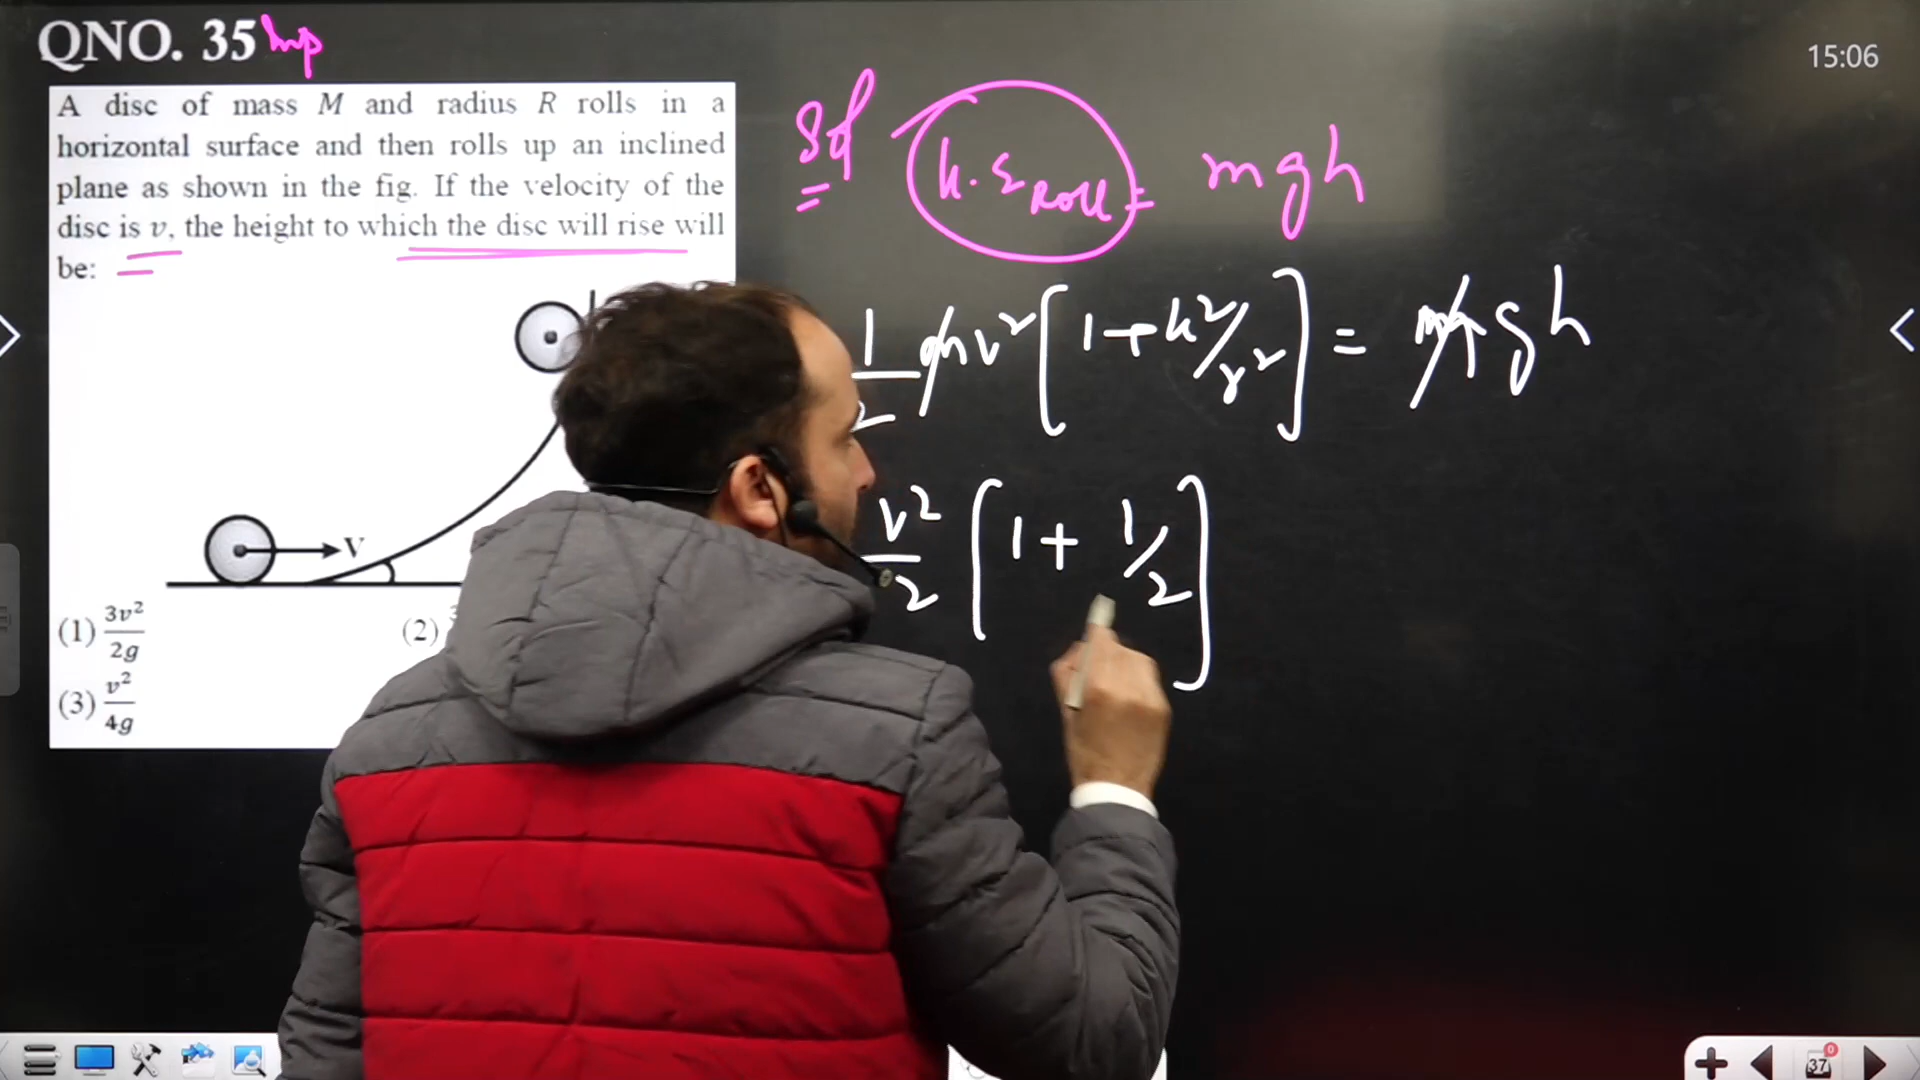 QNO. 35 Imp
15:06
A disc of mass M and radius R rolls in a
horizontal surface and then rolls up an inclined
plane as shown in the fig. If the velocity of the
disc is v, the height to which the disc will rise will
be:
V
(1) 3v²/2g
(2) 3
(3) v²/4g
Sol K.E Roll = mgh
1/2 mv² [1 + k²/r²] = mgh
v²/2 [1 + 1/2]
37
0